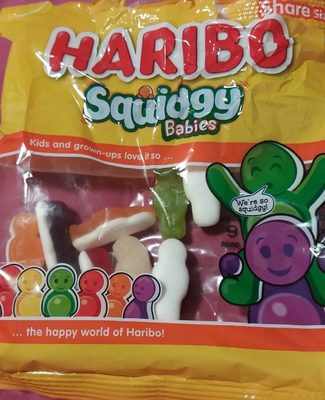 Share si
HARIBO
Squidgy
Babies
Kids and grown-ups love it so ...
We're so
squidgy!
... the happy world of Haribo!